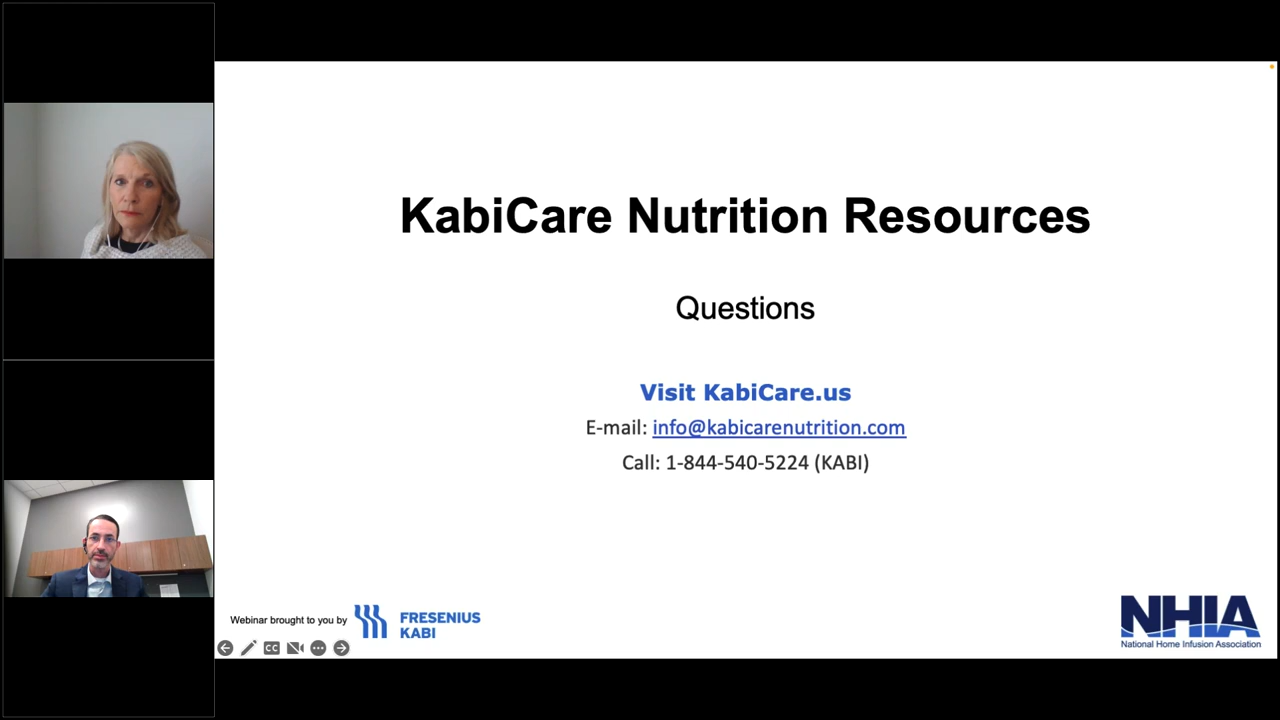 KabiCare Nutrition Resources
Questions
Visit KabiCare.us
E-mail: info@kabicarenutrition.com
Call: 1-844-540-5224 (KABI)
Webinar brought to you by
FRESENIUS
KABI
CC
NHIA
National Home Infusion Association